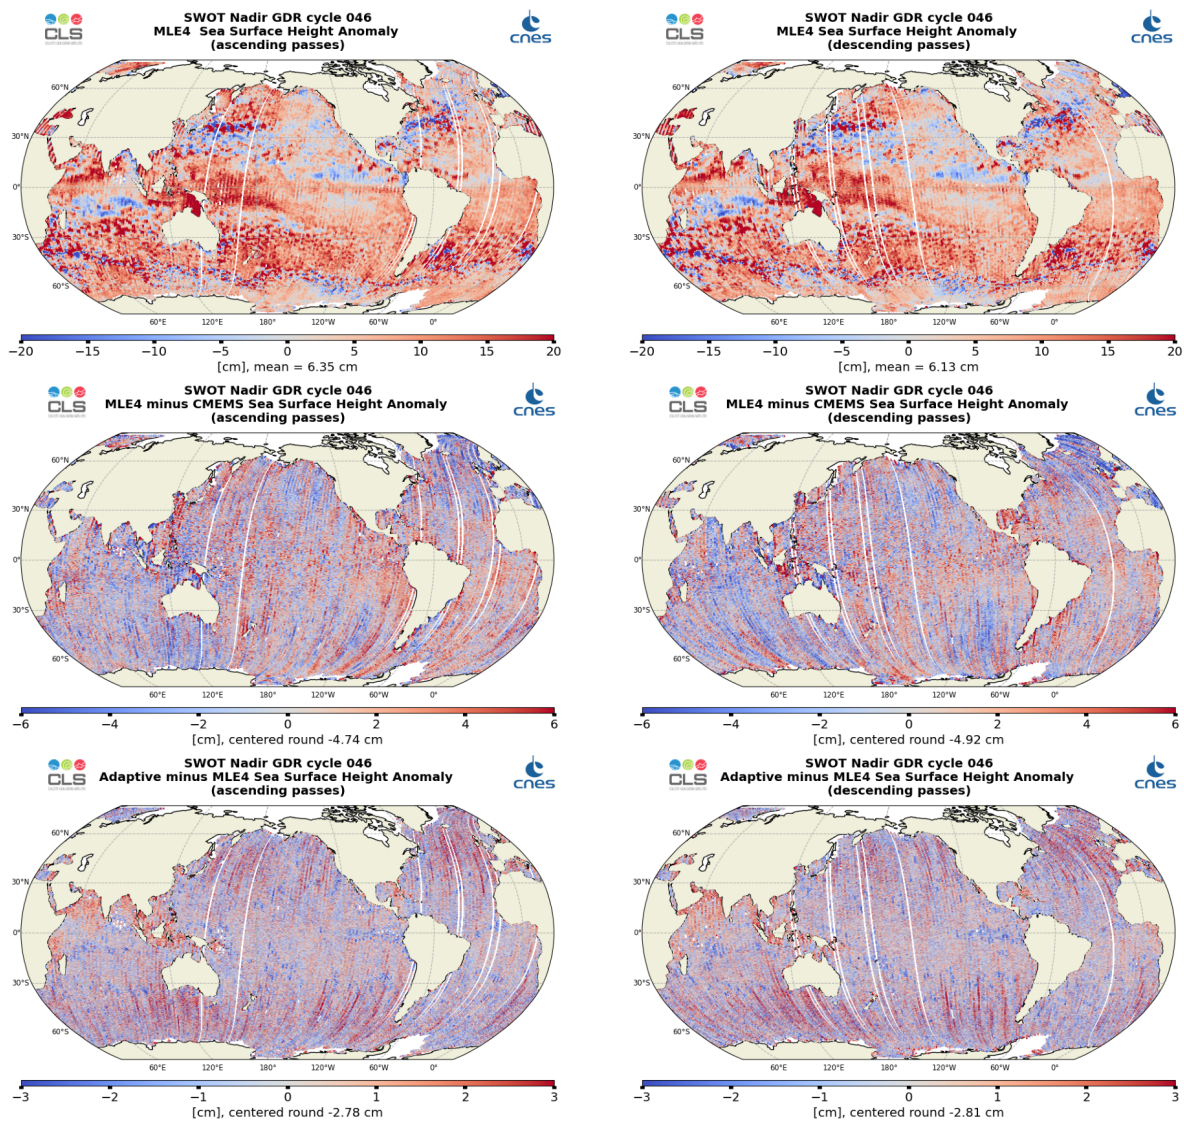 SWOT Nadir GDR cycle 046
MLE4  Sea Surface Height Anomaly
(ascending passes)
CLS
cnes
60°N
30°N
0°
30°S
60°S
60°E 120°E 180° 120°W 60°W 0°
−20 −15 −10 −5 0 5 10 15 20
[cm], mean = 6.35 cm
SWOT Nadir GDR cycle 046
MLE4 Sea Surface Height Anomaly
(descending passes)
CLS
cnes
60°N
30°N
0°
30°S
60°S
60°E 120°E 180° 120°W 60°W 0°
−20 −15 −10 −5 0 5 10 15 20
[cm], mean = 6.13 cm
SWOT Nadir GDR cycle 046
MLE4 minus CMEMS Sea Surface Height Anomaly
(ascending passes)
CLS
cnes
60°N
30°N
0°
30°S
60°S
60°E 120°E 180° 120°W 60°W 0°
−6 −4 −2 0 2 4 6
[cm], centered round -4.74 cm
SWOT Nadir GDR cycle 046
MLE4 minus CMEMS Sea Surface Height Anomaly
(descending passes)
CLS
cnes
60°N
30°N
0°
30°S
60°S
60°E 120°E 180° 120°W 60°W 0°
−6 −4 −2 0 2 4 6
[cm], centered round -4.92 cm
SWOT Nadir GDR cycle 046
Adaptive minus MLE4 Sea Surface Height Anomaly
(ascending passes)
CLS
cnes
60°N
30°N
0°
30°S
60°S
60°E 120°E 180° 120°W 60°W 0°
−3 −2 −1 0 1 2 3
[cm], centered round -2.78 cm
SWOT Nadir GDR cycle 046
Adaptive minus MLE4 Sea Surface Height Anomaly
(descending passes)
CLS
cnes
60°N
30°N
0°
30°S
60°S
60°E 120°E 180° 120°W 60°W 0°
−3 −2 −1 0 1 2 3
[cm], centered round -2.81 cm